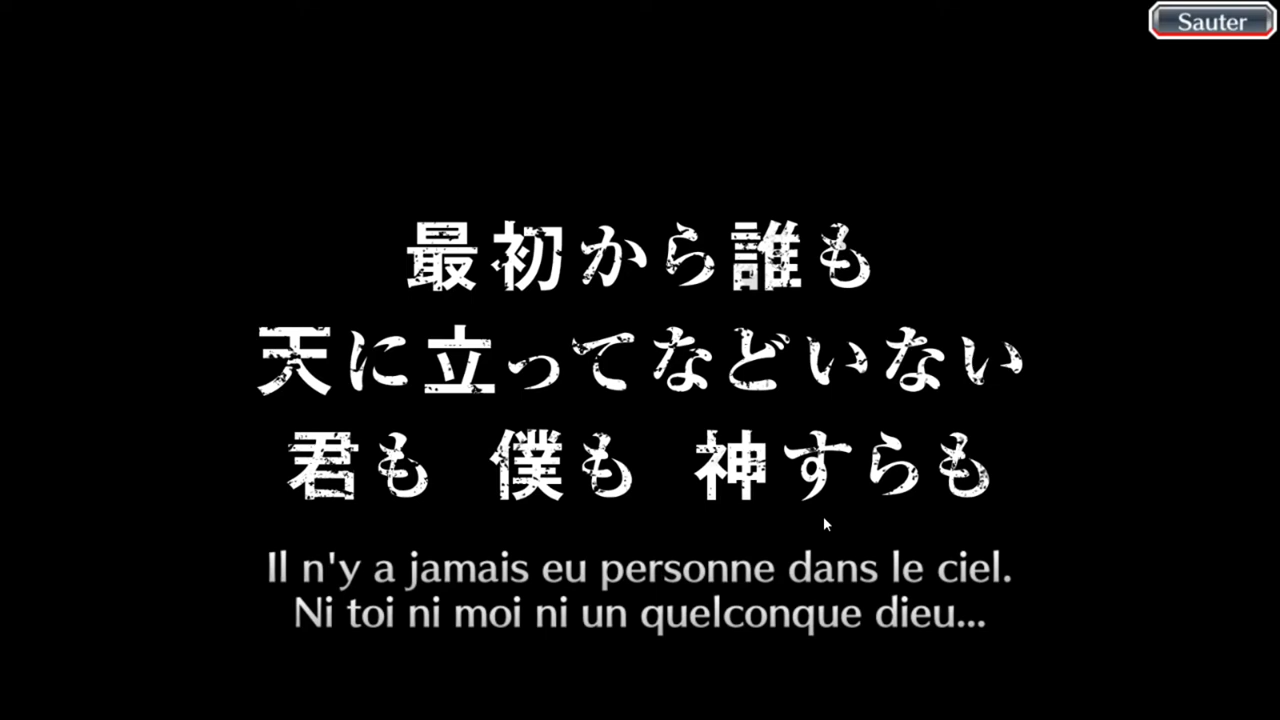 Sauter
最初から誰も
天に立ってなどいない
君も 僕も 神すらも
Il n'y a jamais eu personne dans le ciel.
Ni toi ni moi ni un quelconque dieu...